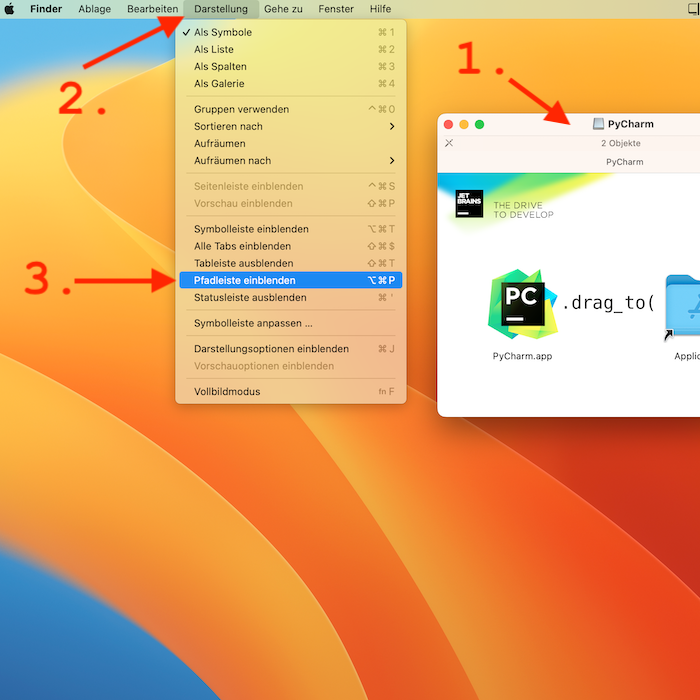 Finder Ablage Bearbeiten Darstellung Gehe zu Fenster Hilfe
2.
✓ Als Symbole ⌘1
Als Liste ⌘2
Als Spalten ⌘3
Als Galerie ⌘4
Gruppen verwenden ^⌘0
Sortieren nach >
Aufräumen
Aufräumen nach >
Seitenleiste einblenden ^⌘S
Vorschau einblenden ⇧⌘P
Symbolleiste einblenden ⌥⌘T
Alle Tabs einblenden ⇧⌘$
Tableiste ausblenden ⇧⌘T
3.
Pfadleiste einblenden ⌥⌘P
Statusleiste ausblenden ⌘'
Symbolleiste anpassen ...
Darstellungsoptionen einblenden ⌘J
Vorschauoptionen einblenden
Vollbildmodus fn F
1.
PyCharm
2 Objekte
PyCharm
JET
BRAINS
THE DRIVE
TO DEVELOP
PC
.drag_to(
PyCharm.app
Applic